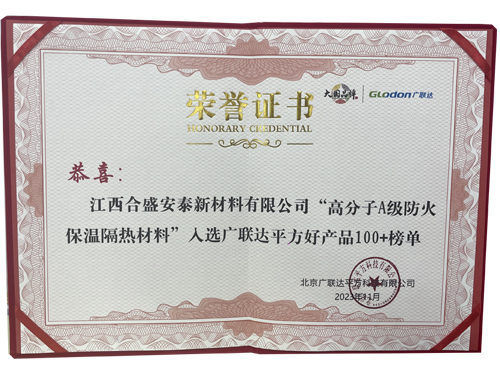 大国品牌 GLodon广联达
荣誉证书
HONORARY CREDENTIAL
恭喜：
江西合盛安泰新材料有限公司“高分子A级防火
保温隔热材料”入选广联达平方好产品100+榜单
北京广联达平方科技有限公司
2023年11月